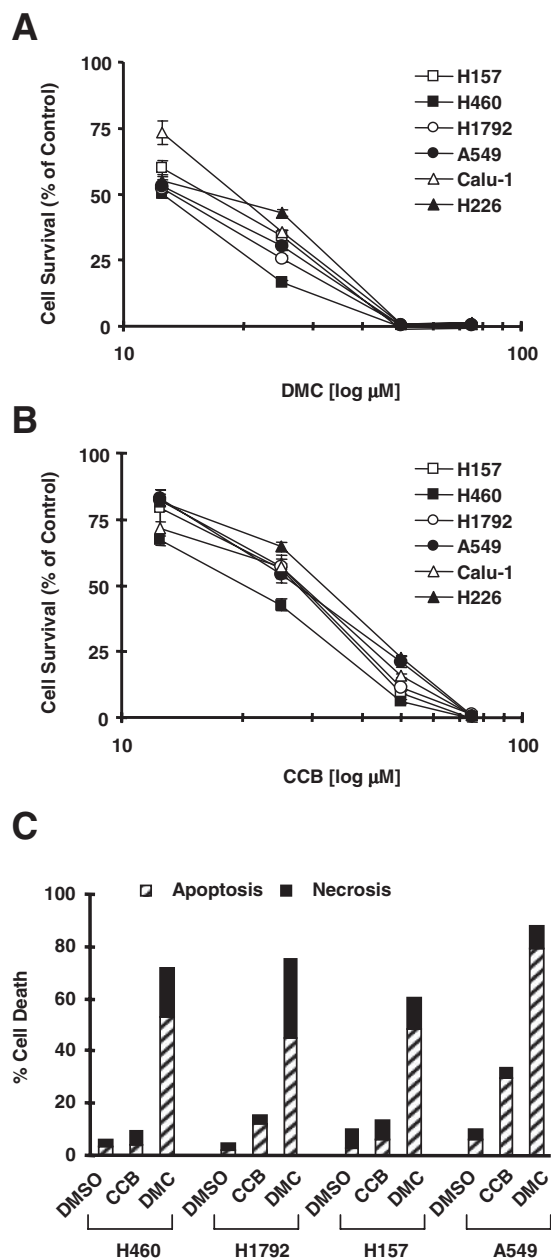 A
Cell Survival (% of Control)
100
75
50
25
0
10
100
DMC [log μM]
H157
H460
H1792
A549
Calu-1
H226
B
Cell Survival (% of Control)
100
75
50
25
0
10
100
CCB [log μM]
H157
H460
H1792
A549
Calu-1
H226
C
% Cell Death
100
80
60
40
20
0
Apoptosis Necrosis
DMSO CCB DMC DMSO CCB DMC DMSO CCB DMC DMSO CCB DMC
H460 H1792 H157 A549